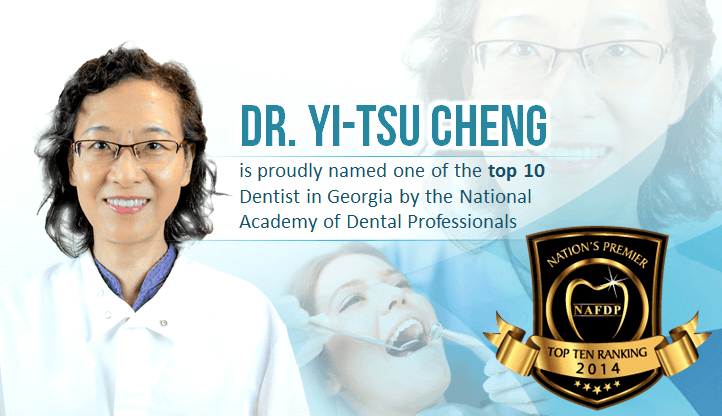 DR. YI-TSU CHENG
is proudly named one of the top 10
Dentist in Georgia by the National
Academy of Dental Professionals
NATION'S PREMIER
NAFDP
TOP TEN RANKING
2014